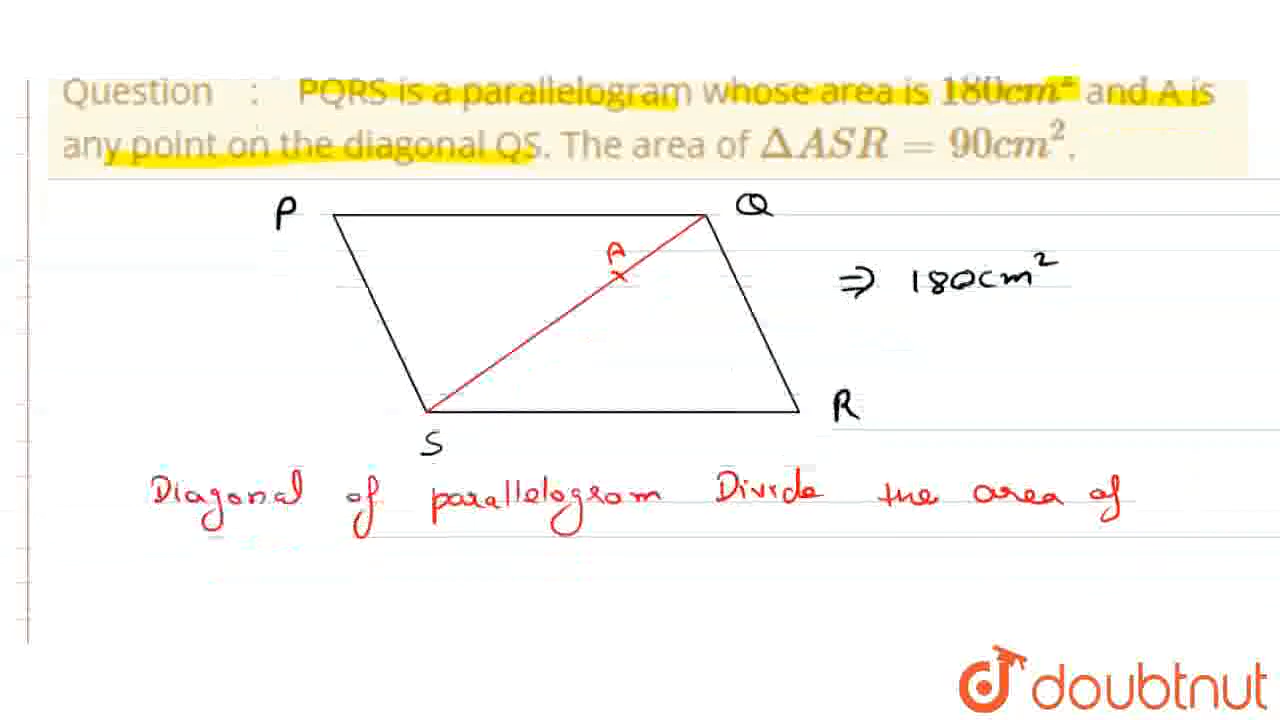 Question : PQRS is a parallelogram whose area is 180cm² and A is
any point on the diagonal QS. The area of ΔASR = 90cm².
P
Q
A
⇒ 180cm²
R
S
Diagonal of parallelogram Divide the area of
doubtnut